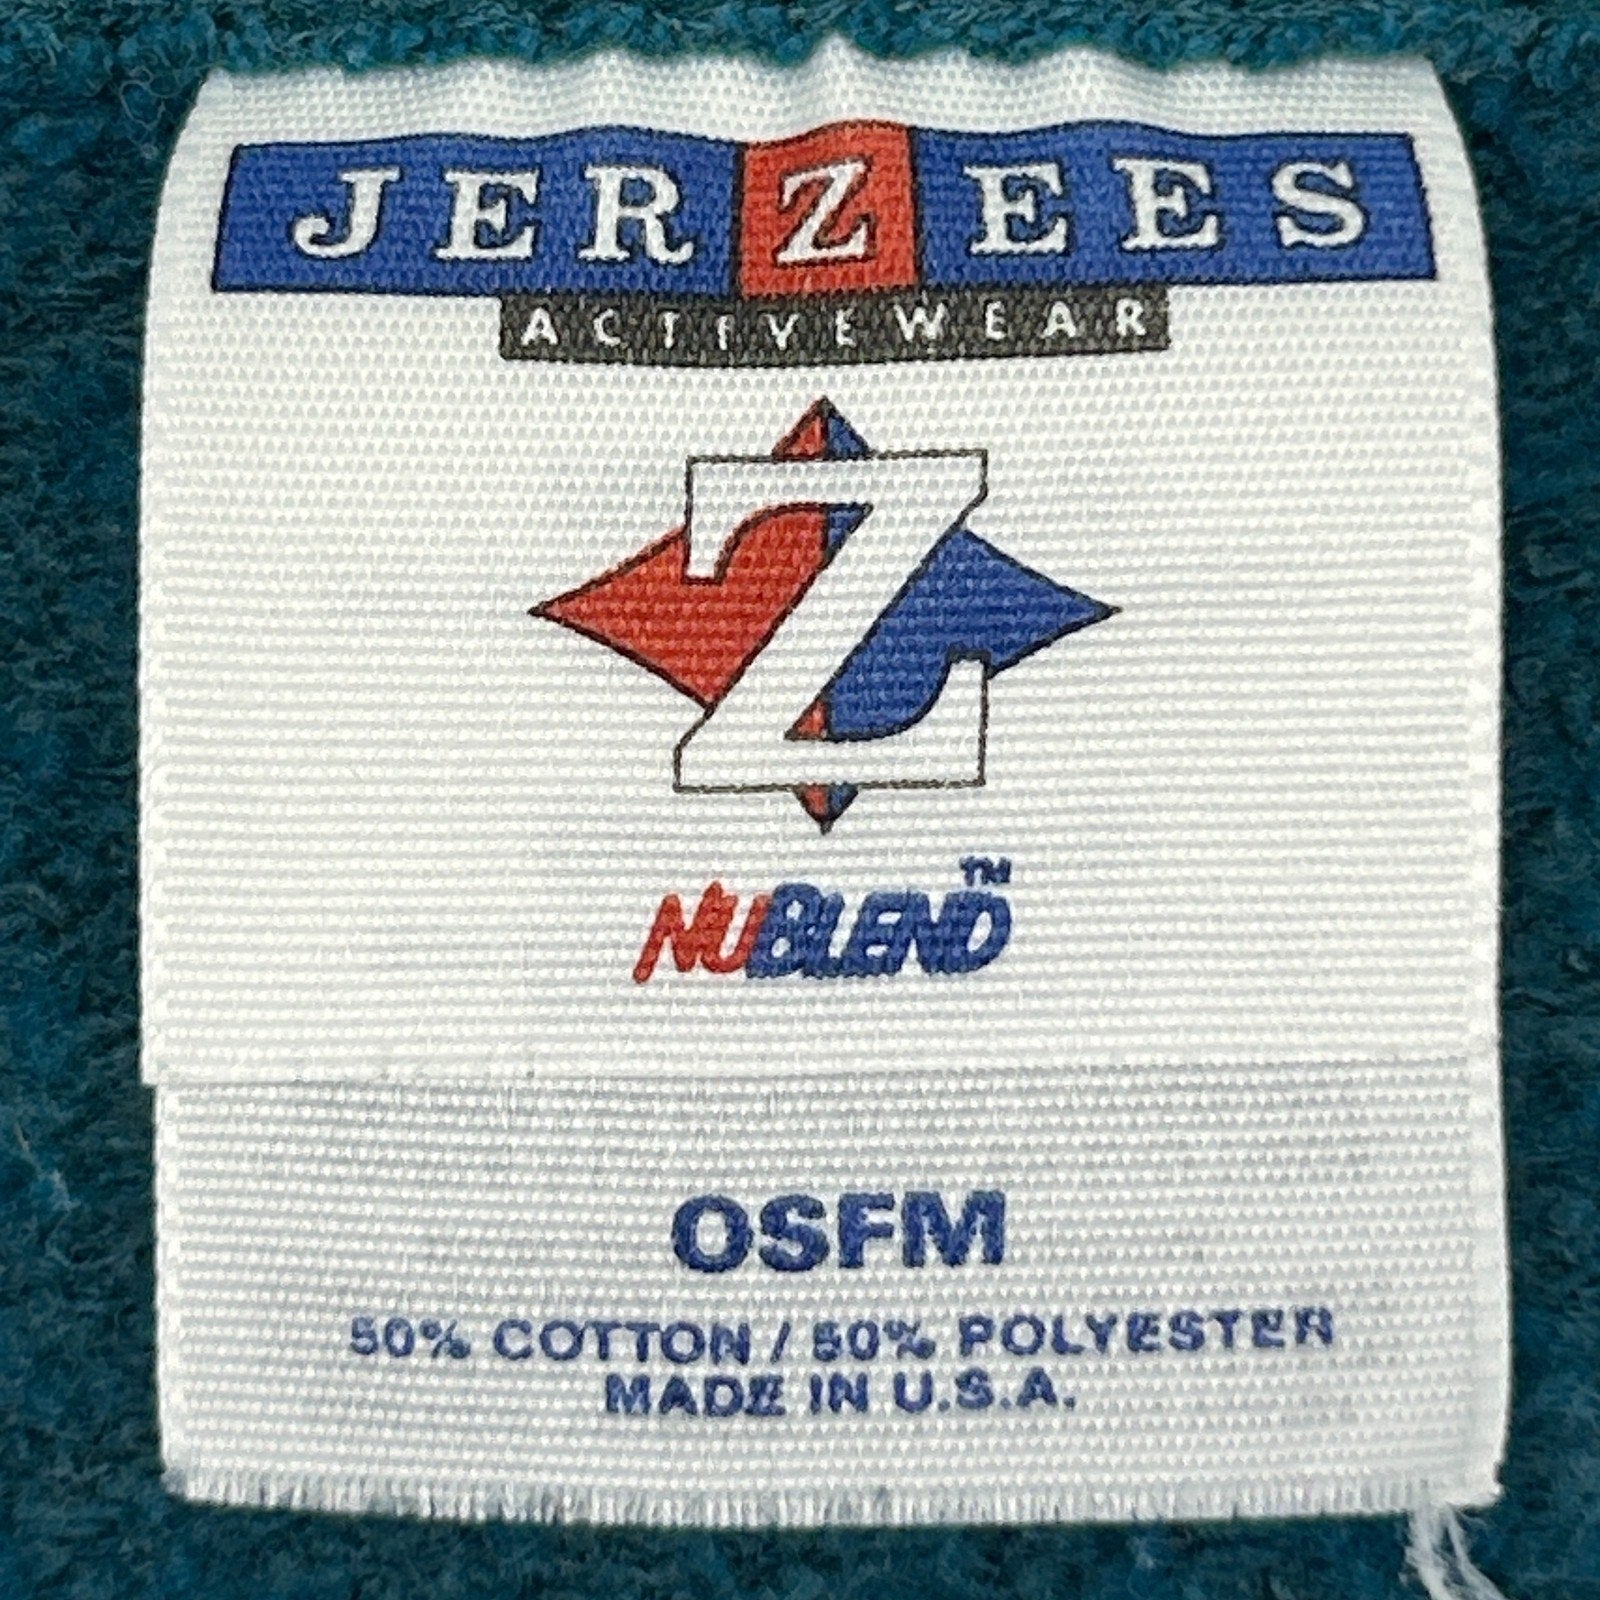 JERZEES
ACTIVEWEAR
Z
NUBLEND™
OSFM
50% COTTON / 50% POLYESTER
MADE IN U.S.A.